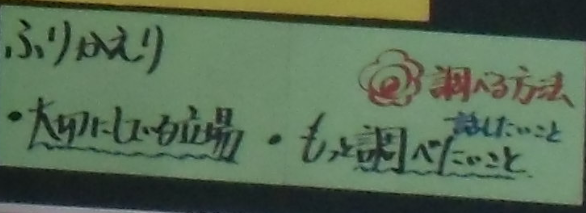 ふりかえり
調べる方法
話したいこと
・大切にしている立場 ・もっと調べたいこと